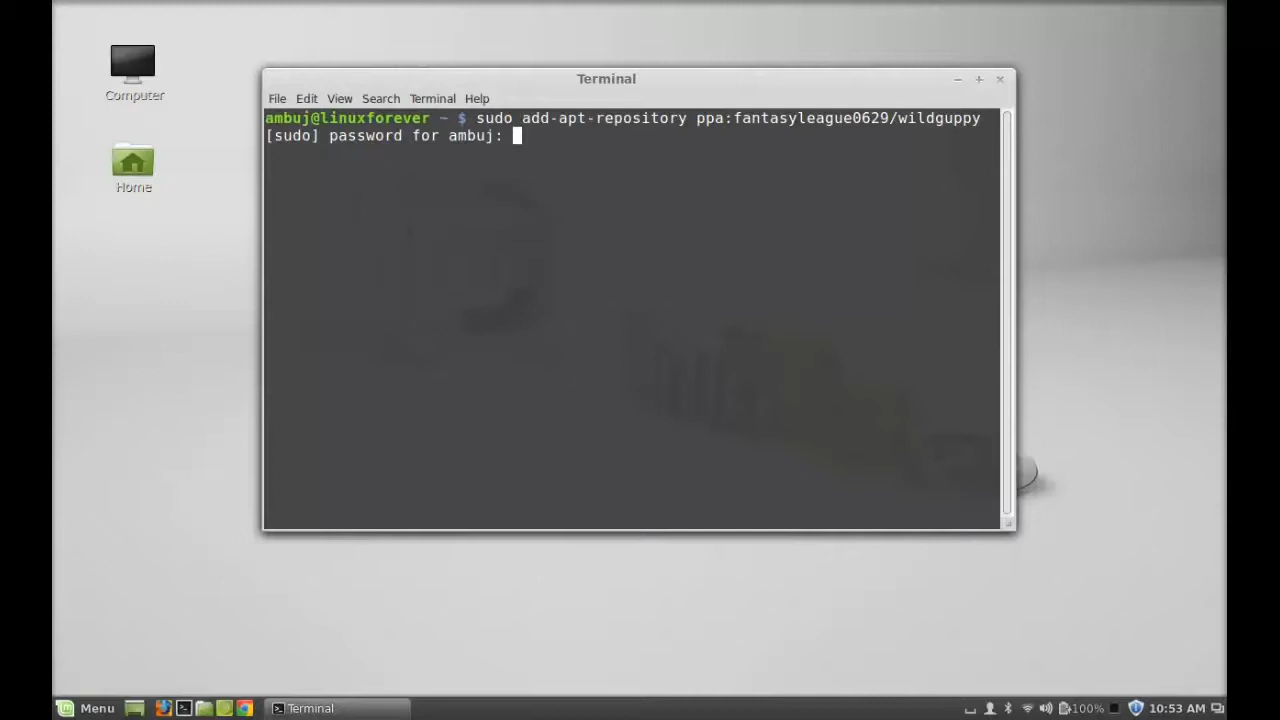 Computer
Home
Terminal
File Edit View Search Terminal Help
ambuj@linuxforever ~ $ sudo add-apt-repository ppa:fantasyleague0629/wildguppy
[sudo] password for ambuj:
Menu
Terminal
100%
10:53 AM